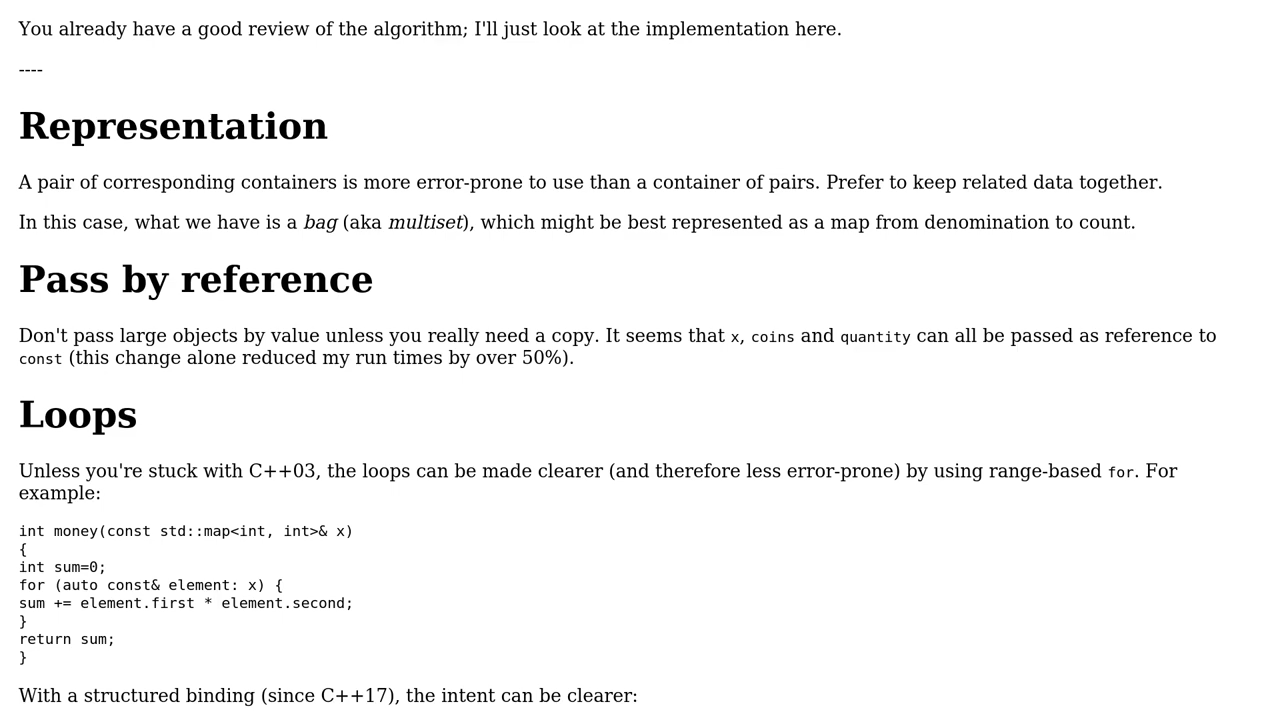 You already have a good review of the algorithm; I'll just look at the implementation here.
----
Representation
A pair of corresponding containers is more error-prone to use than a container of pairs. Prefer to keep related data together.
In this case, what we have is a bag (aka multiset), which might be best represented as a map from denomination to count.
Pass by reference
Don't pass large objects by value unless you really need a copy. It seems that x, coins and quantity can all be passed as reference to
const (this change alone reduced my run times by over 50%).
Loops
Unless you're stuck with C++03, the loops can be made clearer (and therefore less error-prone) by using range-based for. For
example:
int money(const std::map<int, int>& x)
{
int sum=0;
for (auto const& element: x) {
sum += element.first * element.second;
}
return sum;
}
With a structured binding (since C++17), the intent can be clearer: